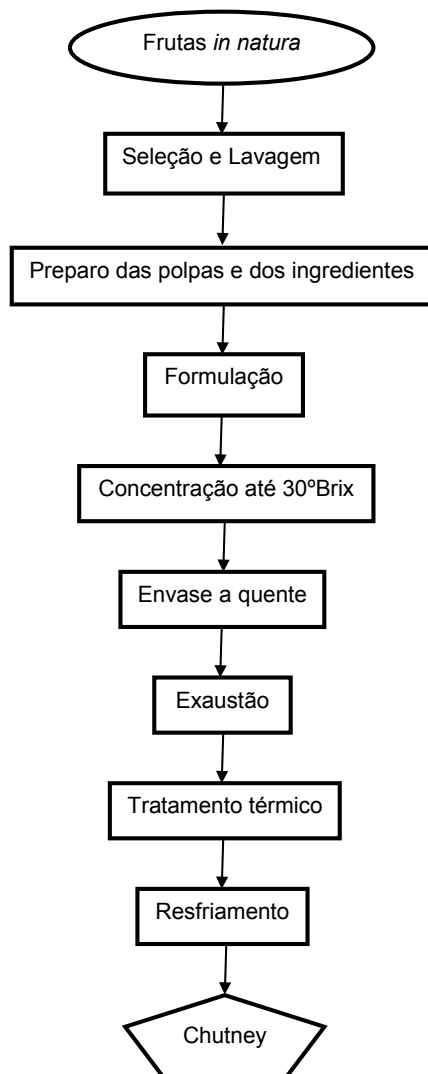 Frutas in natura
Seleção e Lavagem
Preparo das polpas e dos ingredientes
Formulação
Concentração até 30ºBrix
Envase a quente
Exaustão
Tratamento térmico
Resfriamento
Chutney